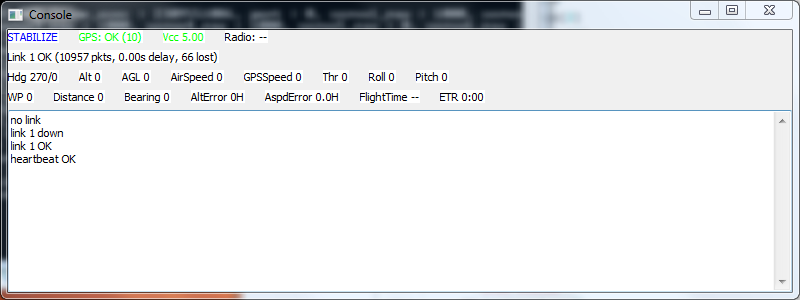 Console
STABILIZE GPS: OK (10) Vcc 5.00 Radio: --
Link 1 OK (10957 pkts, 0.00s delay, 66 lost)
Hdg 270/0 Alt 0 AGL 0 AirSpeed 0 GPSSpeed 0 Thr 0 Roll 0 Pitch 0
WP 0 Distance 0 Bearing 0 AltError 0H AspdError 0.0H FlightTime -- ETR 0:00
no link
link 1 down
link 1 OK
heartbeat OK